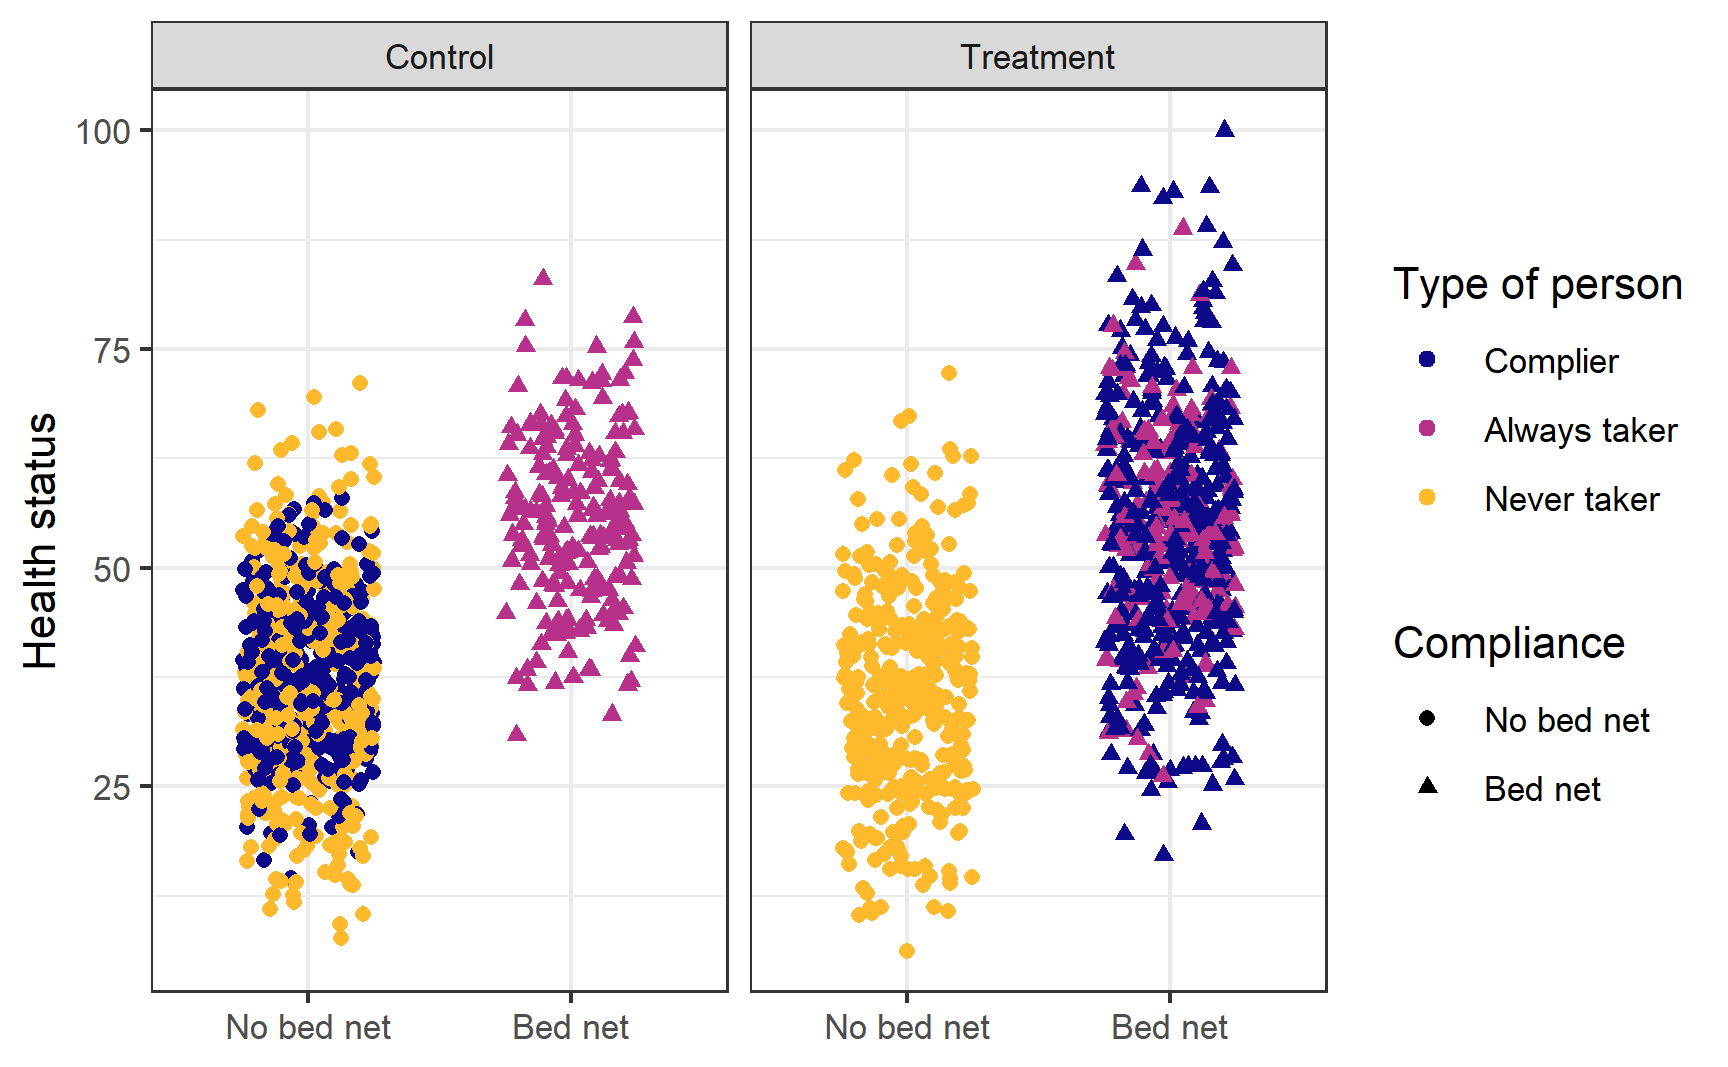 Control
Treatment
100
75
50
25
Health status
No bed net
Bed net
No bed net
Bed net
Type of person
Complier
Always taker
Never taker
Compliance
No bed net
Bed net